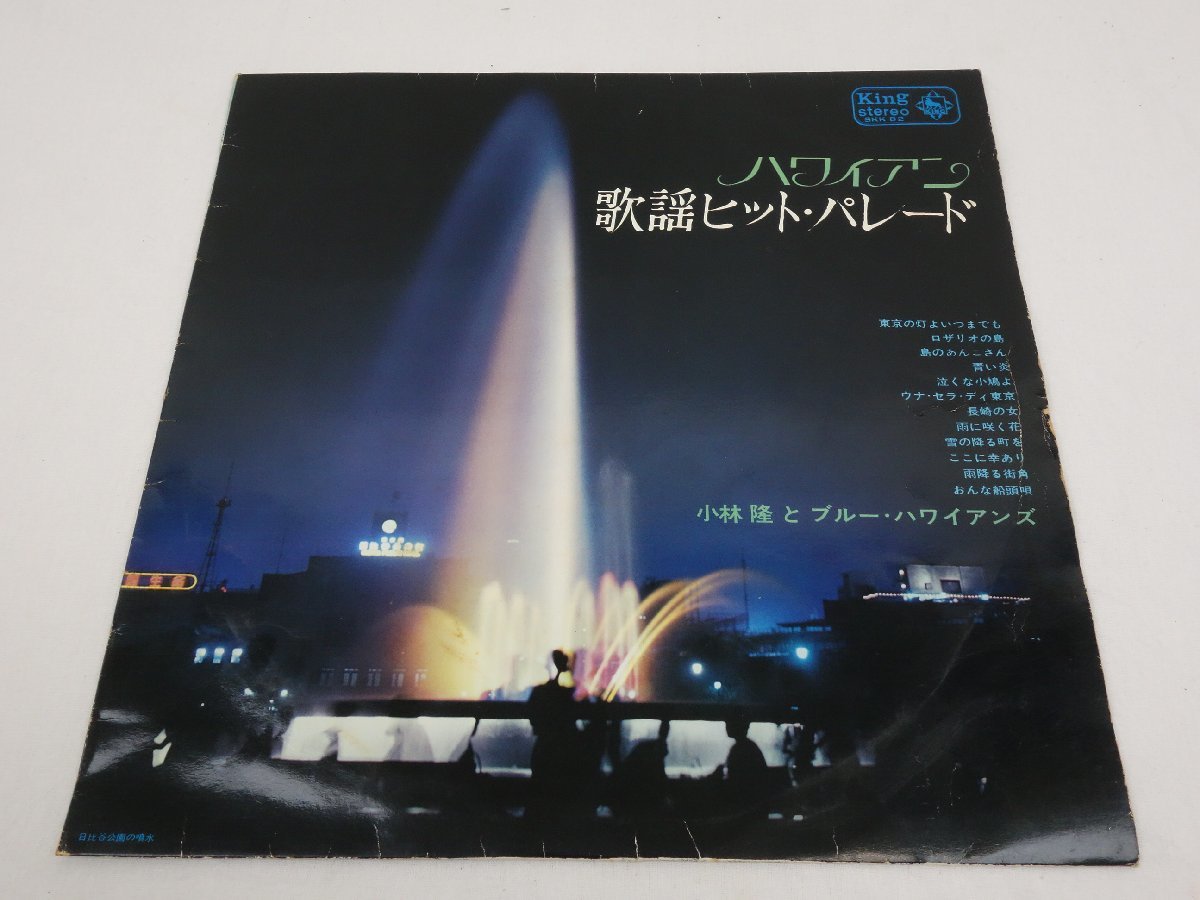 King
stereo
SKK 62
KING
ハワイアン
歌謡ヒット・パレード
東京の灯よいつまでも
ロザリオの島
島のあんこさん
青い炎
泣くな小鳩よ
ウナ・セラ・ディ東京
長崎の女
雨に咲く花
雪の降る町を
ここに幸あり
雨降る街角
おんな船頭唄
小林 隆 と ブルー・ハワイアンズ
日比谷公園の噴水